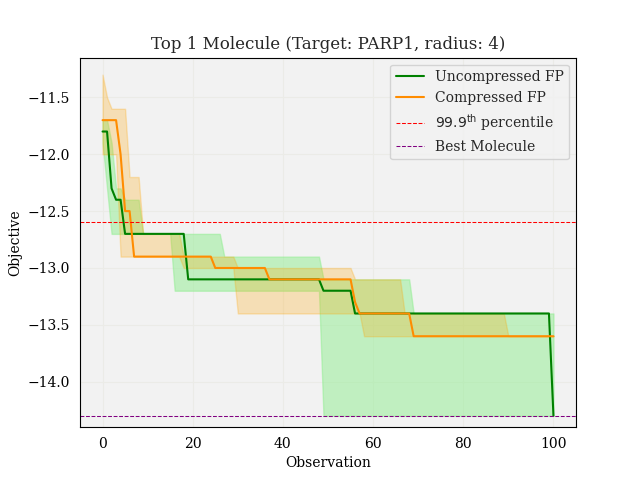 Top 1 Molecule (Target: PARP1, radius: 4)
Uncompressed FP
Compressed FP
99.9th percentile
Best Molecule
Objective
−11.5
−12.0
−12.5
−13.0
−13.5
−14.0
0 20 40 60 80 100
Observation